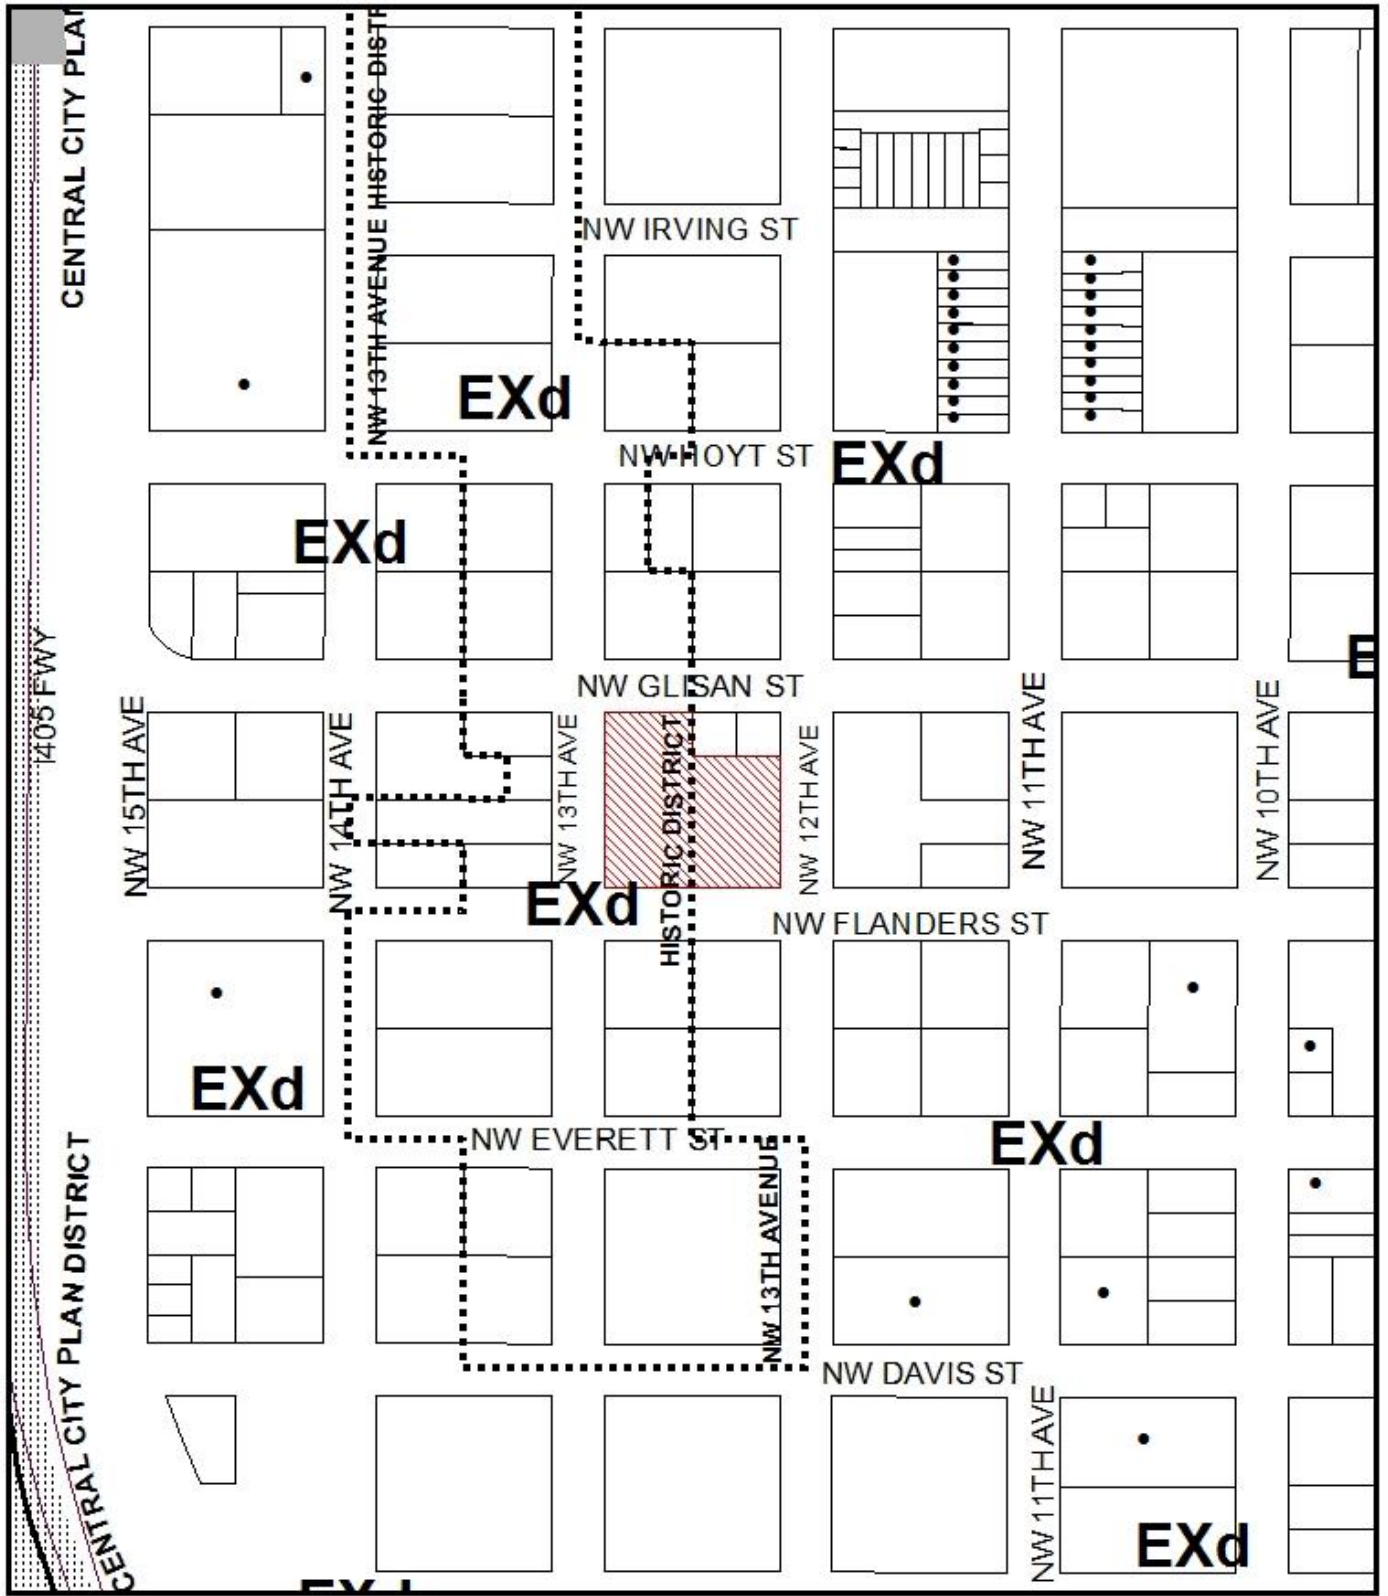 CENTRAL CITY PLAN
NW 13TH AVENUE HISTORIC DISTR
NW IRVING ST
EXd
NW HOYT ST
EXd
EXd
I405 FWY
NW GLISAN ST
E
NW 15TH AVE
NW 14TH AVE
NW 13TH AVE
HISTORIC DISTRICT
NW 12TH AVE
NW 11TH AVE
NW 10TH AVE
EXd
NW FLANDERS ST
EXd
CENTRAL CITY PLAN DISTRICT
NW EVERETT ST
NW 13TH AVENUE
EXd
NW DAVIS ST
NW 11TH AVE
CENTRAL
EXd
EXd